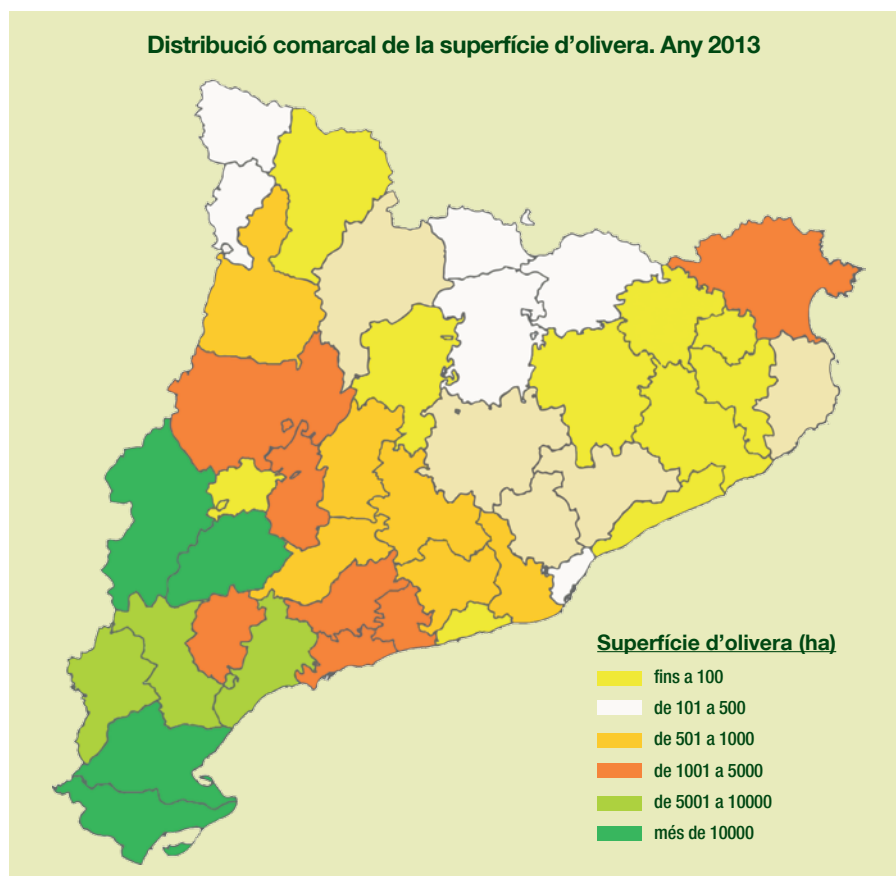 Distribució comarcal de la superfície d'olivera. Any 2013
Superfície d'olivera (ha)
fins a 100
de 101 a 500
de 501 a 1000
de 1001 a 5000
de 5001 a 10000
més de 10000